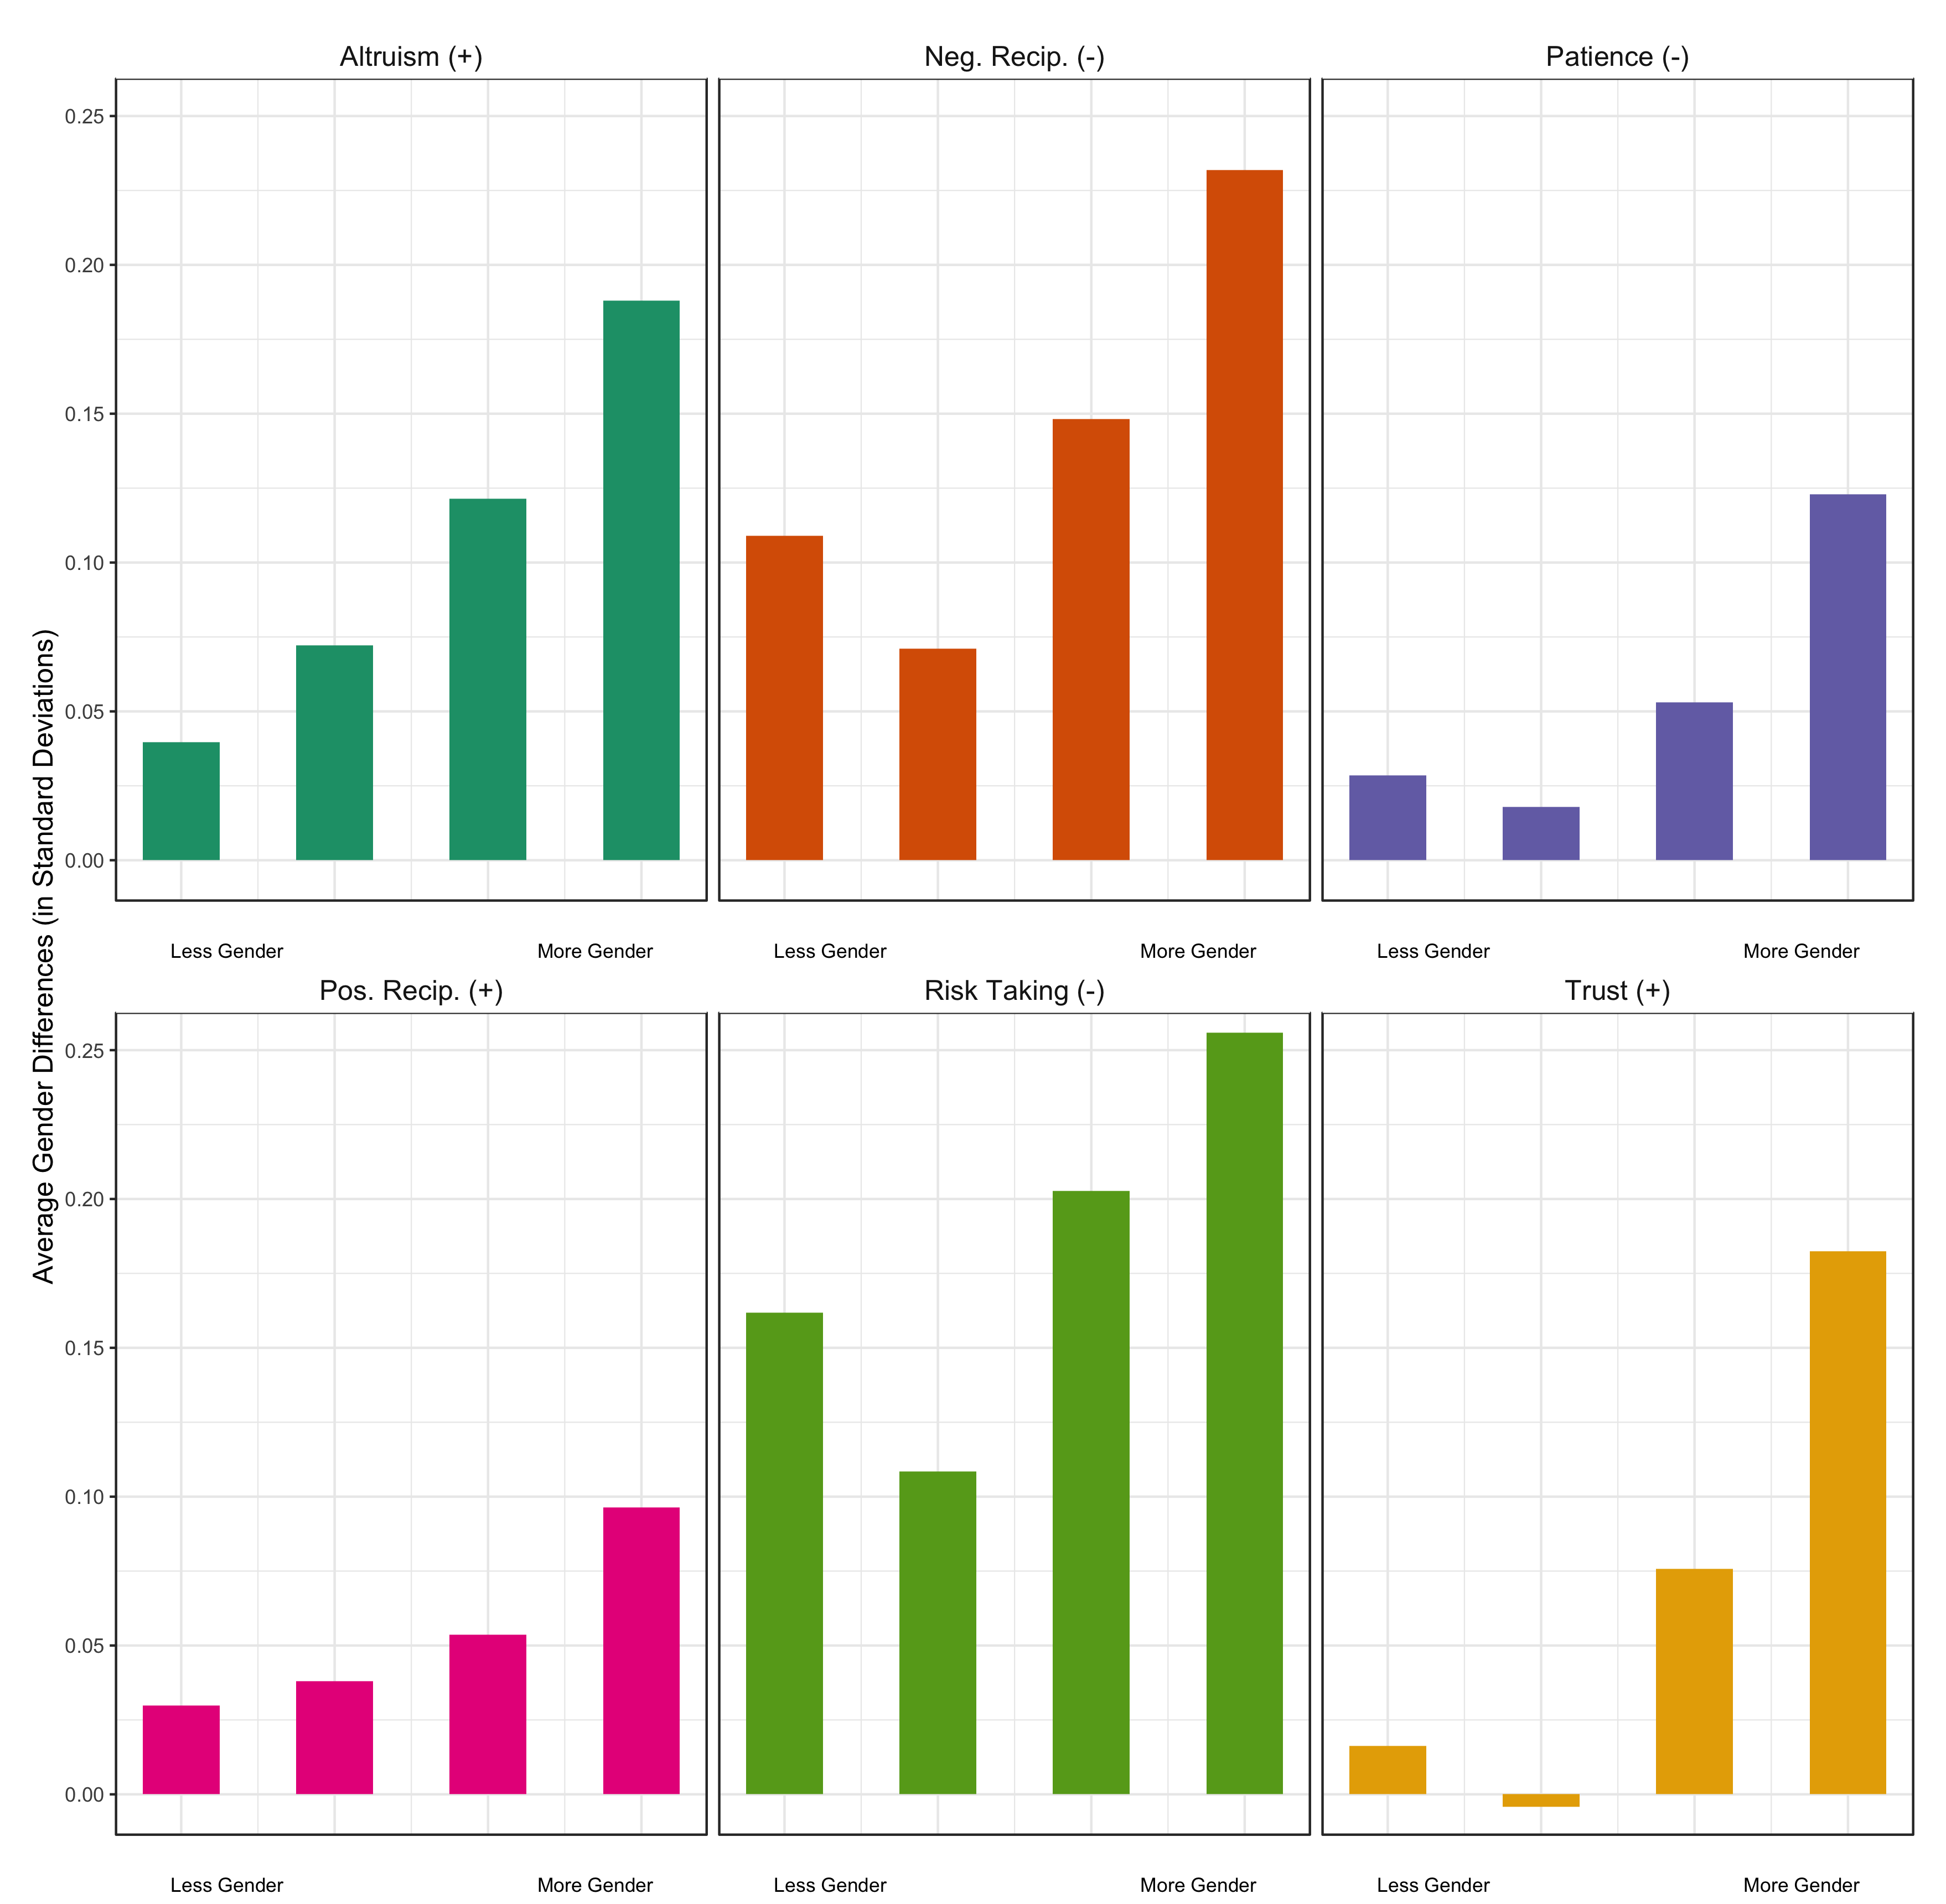 Average Gender Differences (in Standard Deviations)
Altruism (+)
Neg. Recip. (-)
Patience (-)
0.25
0.20
0.15
0.10
0.05
0.00
Less Gender
More Gender
Less Gender
More Gender
Less Gender
More Gender
Pos. Recip. (+)
Risk Taking (-)
Trust (+)
0.25
0.20
0.15
0.10
0.05
0.00
Less Gender
More Gender
Less Gender
More Gender
Less Gender
More Gender